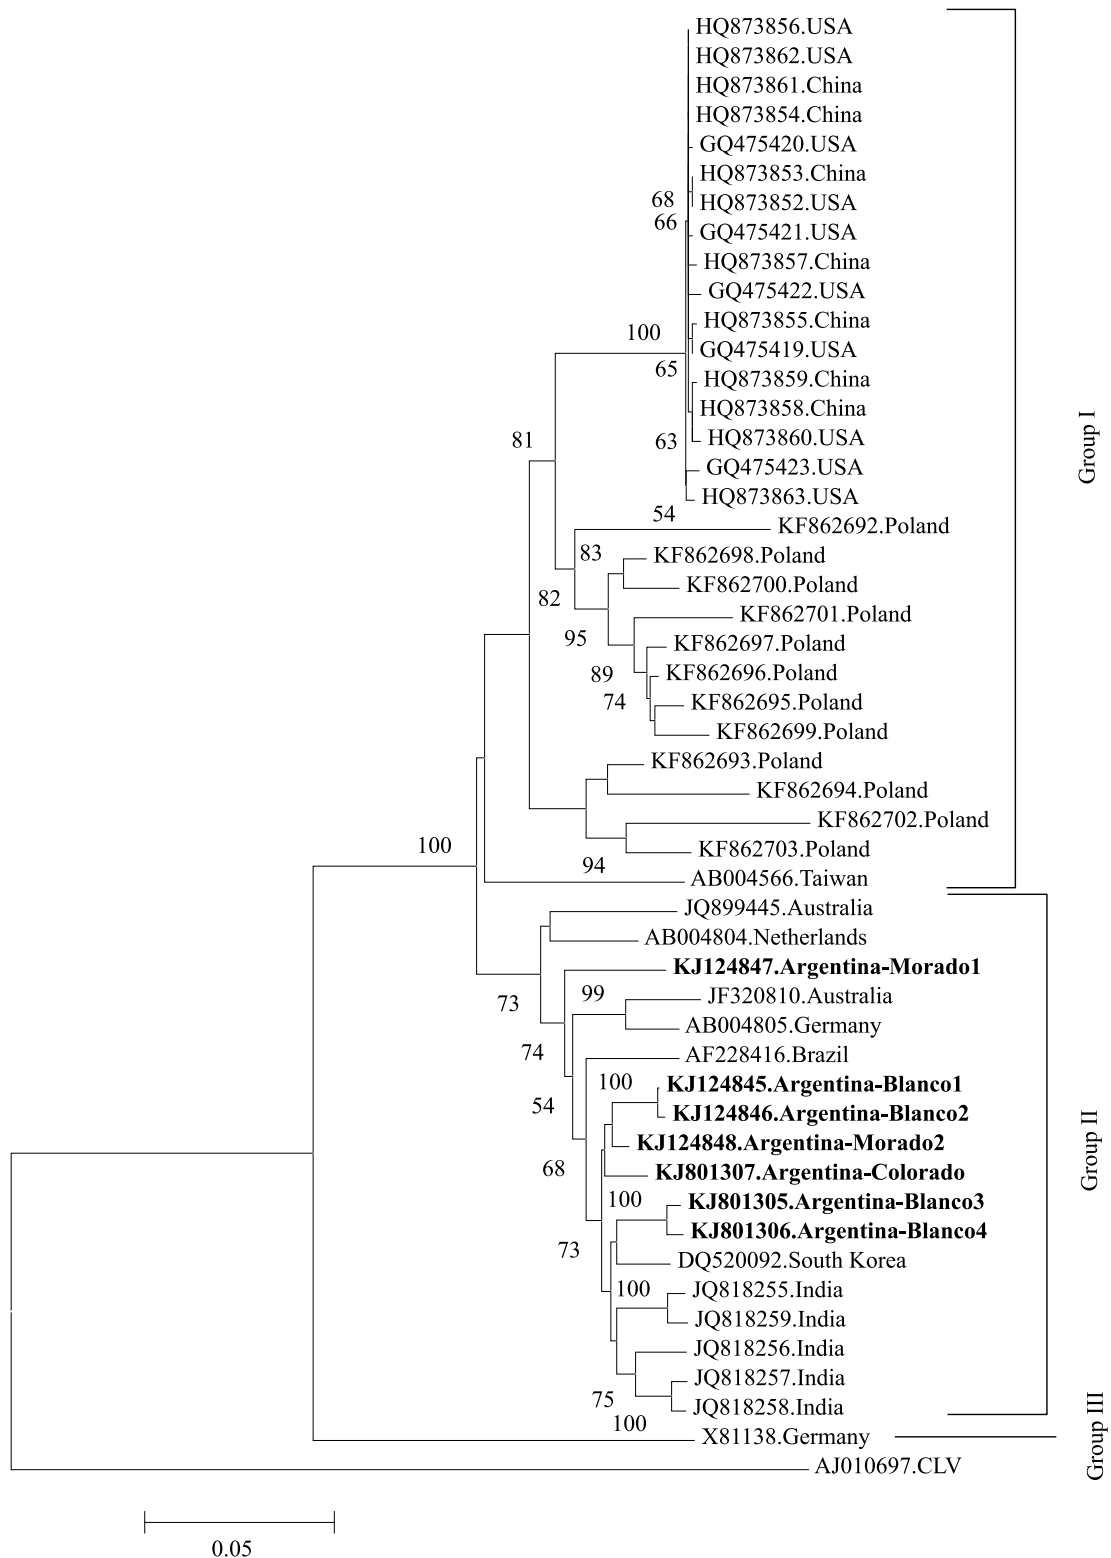 HQ873856.USA
HQ873862.USA
HQ873861.China
HQ873854.China
GQ475420.USA
HQ873853.China
68
HQ873852.USA
66
GQ475421.USA
HQ873857.China
GQ475422.USA
HQ873855.China
100
GQ475419.USA
65
HQ873859.China
HQ873858.China
63
HQ873860.USA
81
GQ475423.USA
HQ873863.USA
54
KF862692.Poland
83
KF862698.Poland
KF862700.Poland
82
KF862701.Poland
95
KF862697.Poland
89
KF862696.Poland
74
KF862695.Poland
KF862699.Poland
KF862693.Poland
KF862694.Poland
KF862702.Poland
100
KF862703.Poland
94
AB004566.Taiwan
Group I
JQ899445.Australia
AB004804.Netherlands
KJ124847.Argentina-Morado1
73
99
JF320810.Australia
AB004805.Germany
74
AF228416.Brazil
100
KJ124845.Argentina-Blanco1
54
KJ124846.Argentina-Blanco2
KJ124848.Argentina-Morado2
68
KJ801307.Argentina-Colorado
100
KJ801305.Argentina-Blanco3
KJ801306.Argentina-Blanco4
73
DQ520092.South Korea
100
JQ818255.India
JQ818259.India
JQ818256.India
JQ818257.India
75
JQ818258.India
Group II
100
X81138.Germany
Group III
AJ010697.CLV
0.05